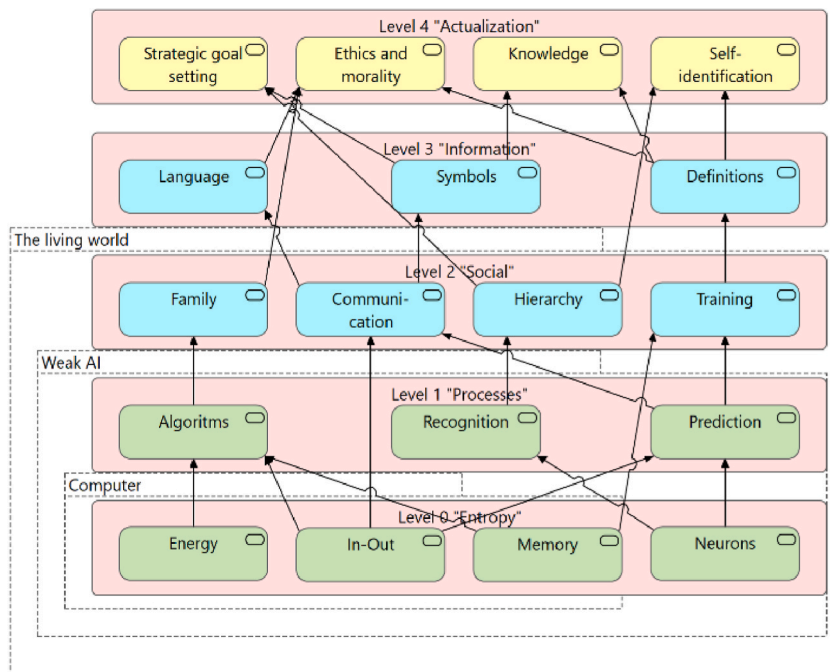 Level 4 "Actualization"
Strategic goal
setting
Ethics and
morality
Knowledge
Self-
identification
Level 3 "Information"
Language
Symbols
Definitions
The living world
Level 2 "Social"
Family
Communi-
cation
Hierarchy
Training
Weak AI
Level 1 "Processes"
Algoritms
Recognition
Prediction
Computer
Level 0 "Entropy"
Energy
In-Out
Memory
Neurons